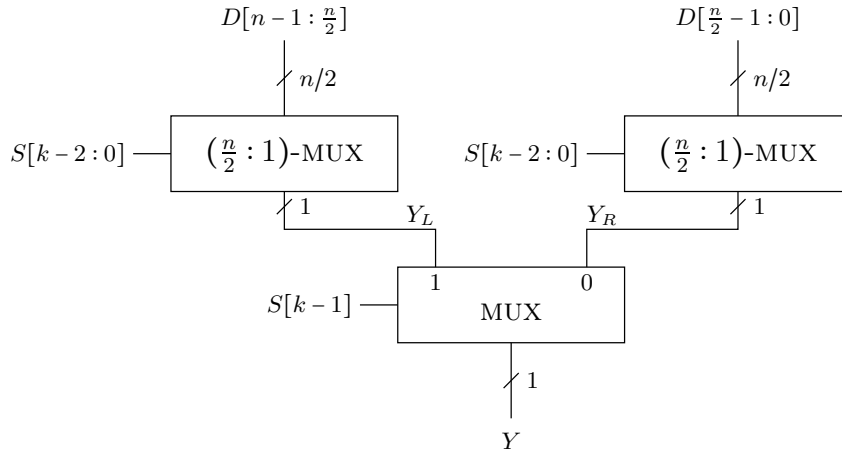 D[n − 1 : n/2] D[n/2 − 1 : 0]
n/2 n/2
S[k − 2 : 0] (n/2 : 1)-MUX S[k − 2 : 0] (n/2 : 1)-MUX
1 Y_L Y_R 1
S[k − 1] 1 0
MUX
1
Y